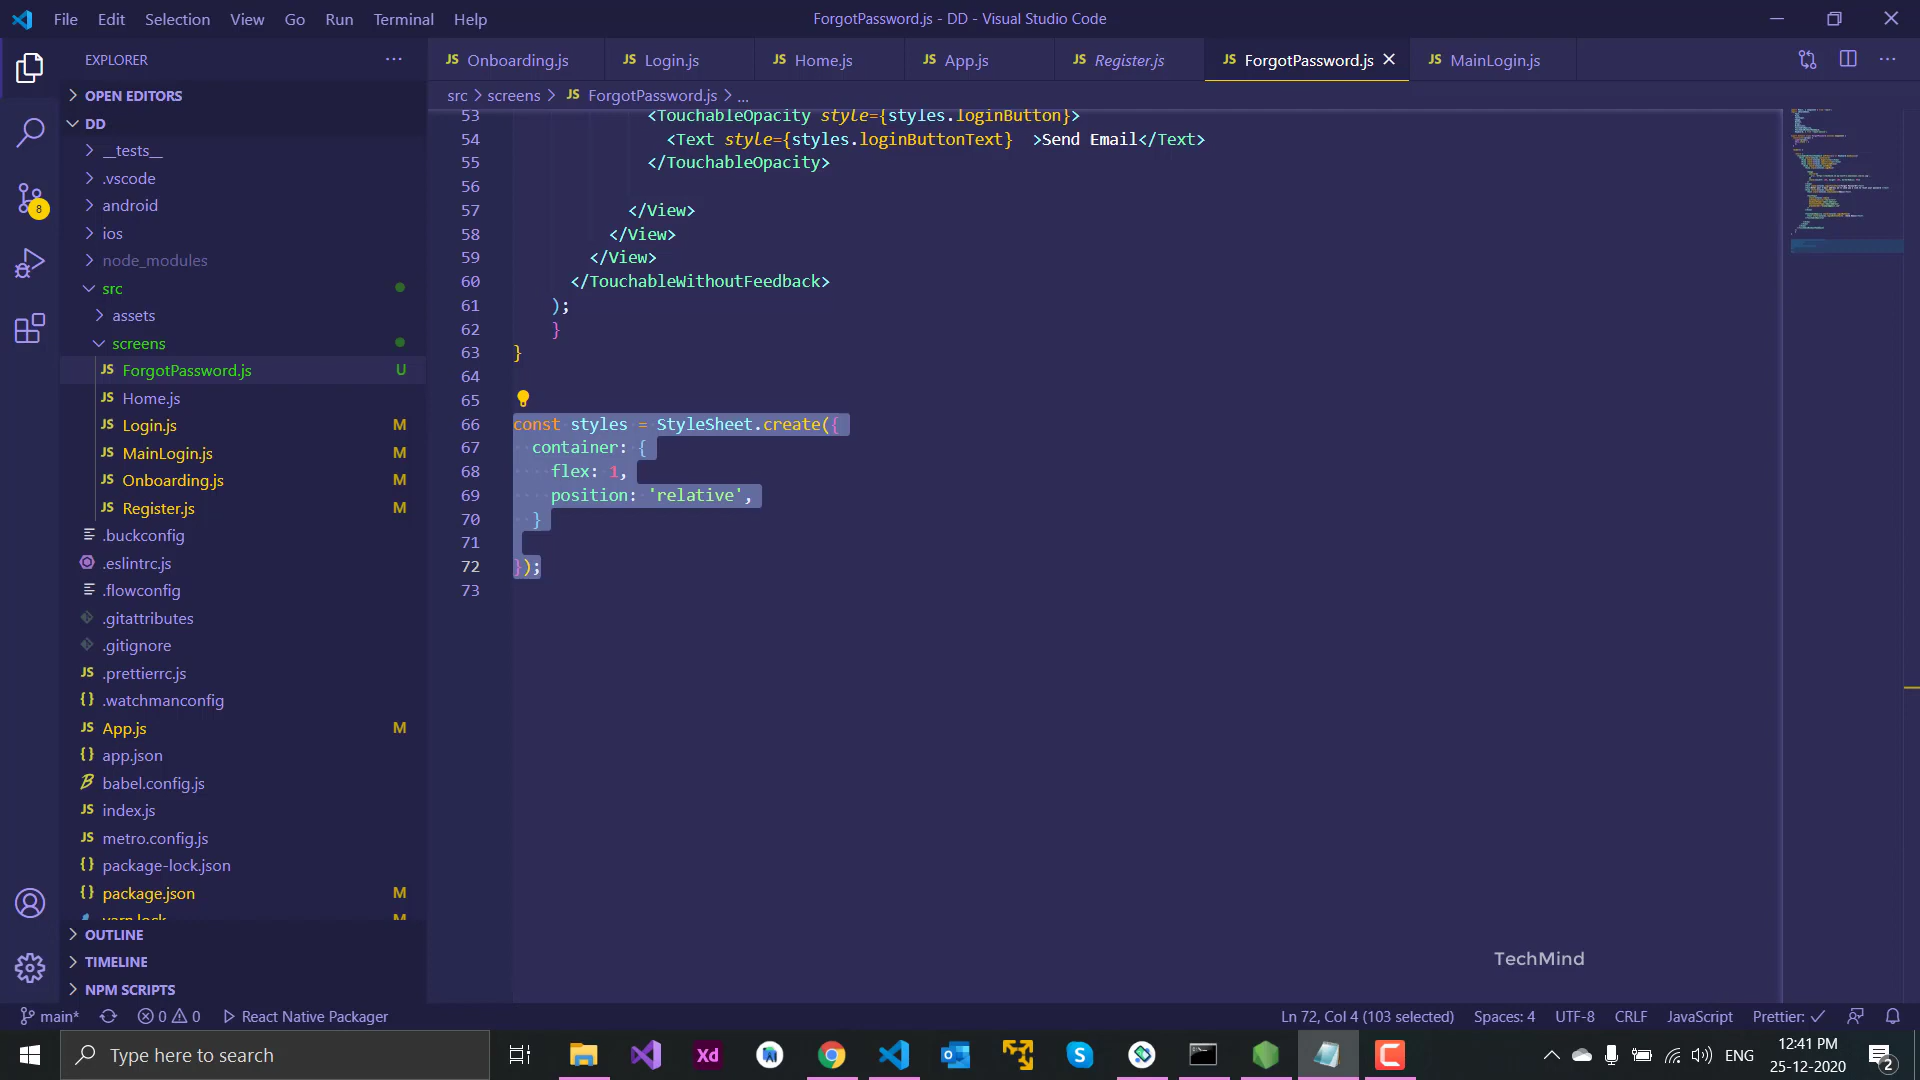 File Edit Selection View Go Run Terminal Help
ForgotPassword.js - DD - Visual Studio Code
EXPLORER
OPEN EDITORS
DD
__tests__
.vscode
android
ios
node_modules
src
assets
screens
JS ForgotPassword.js U
JS Home.js
JS Login.js M
JS MainLogin.js M
JS Onboarding.js M
JS Register.js M
.buckconfig
.eslintrc.js
.flowconfig
.gitattributes
.gitignore
JS .prettierrc.js
{} .watchmanconfig
JS App.js M
{} app.json
babel.config.js
JS index.js
JS metro.config.js
{} package-lock.json
{} package.json M
yarn.lock M
OUTLINE
TIMELINE
NPM SCRIPTS
8
JS Onboarding.js JS Login.js JS Home.js JS App.js JS Register.js JS ForgotPassword.js JS MainLogin.js
src > screens > JS ForgotPassword.js > ...
53 <TouchableOpacity style={styles.loginButton}>
54 <Text style={styles.loginButtonText} >Send Email</Text>
55 </TouchableOpacity>
56
57 </View>
58 </View>
59 </View>
60 </TouchableWithoutFeedback>
61 );
62 }
63 }
64
65
66 const styles = StyleSheet.create({
67 container: {
68 flex: 1,
69 position: 'relative',
70 }
71
72 });
73
TechMind
main* 0 0 React Native Packager Ln 72, Col 4 (103 selected) Spaces: 4 UTF-8 CRLF JavaScript Prettier: ✓
Type here to search
Xd
ENG
12:41 PM
25-12-2020
2